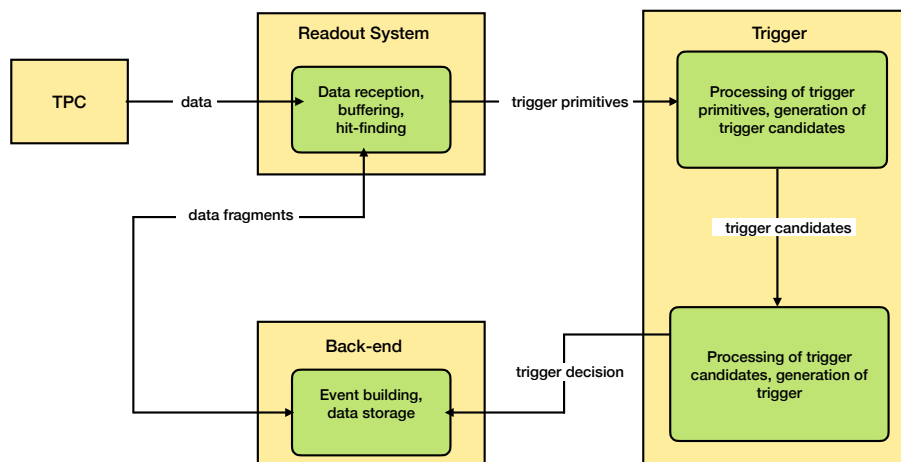 Readout System
Trigger
TPC
data
Data reception,
buffering,
hit-finding
trigger primitives
Processing of trigger
primitives, generation of
trigger candidates
data fragments
trigger candidates
Back-end
trigger decision
Event building,
data storage
Processing of trigger
candidates, generation of
trigger